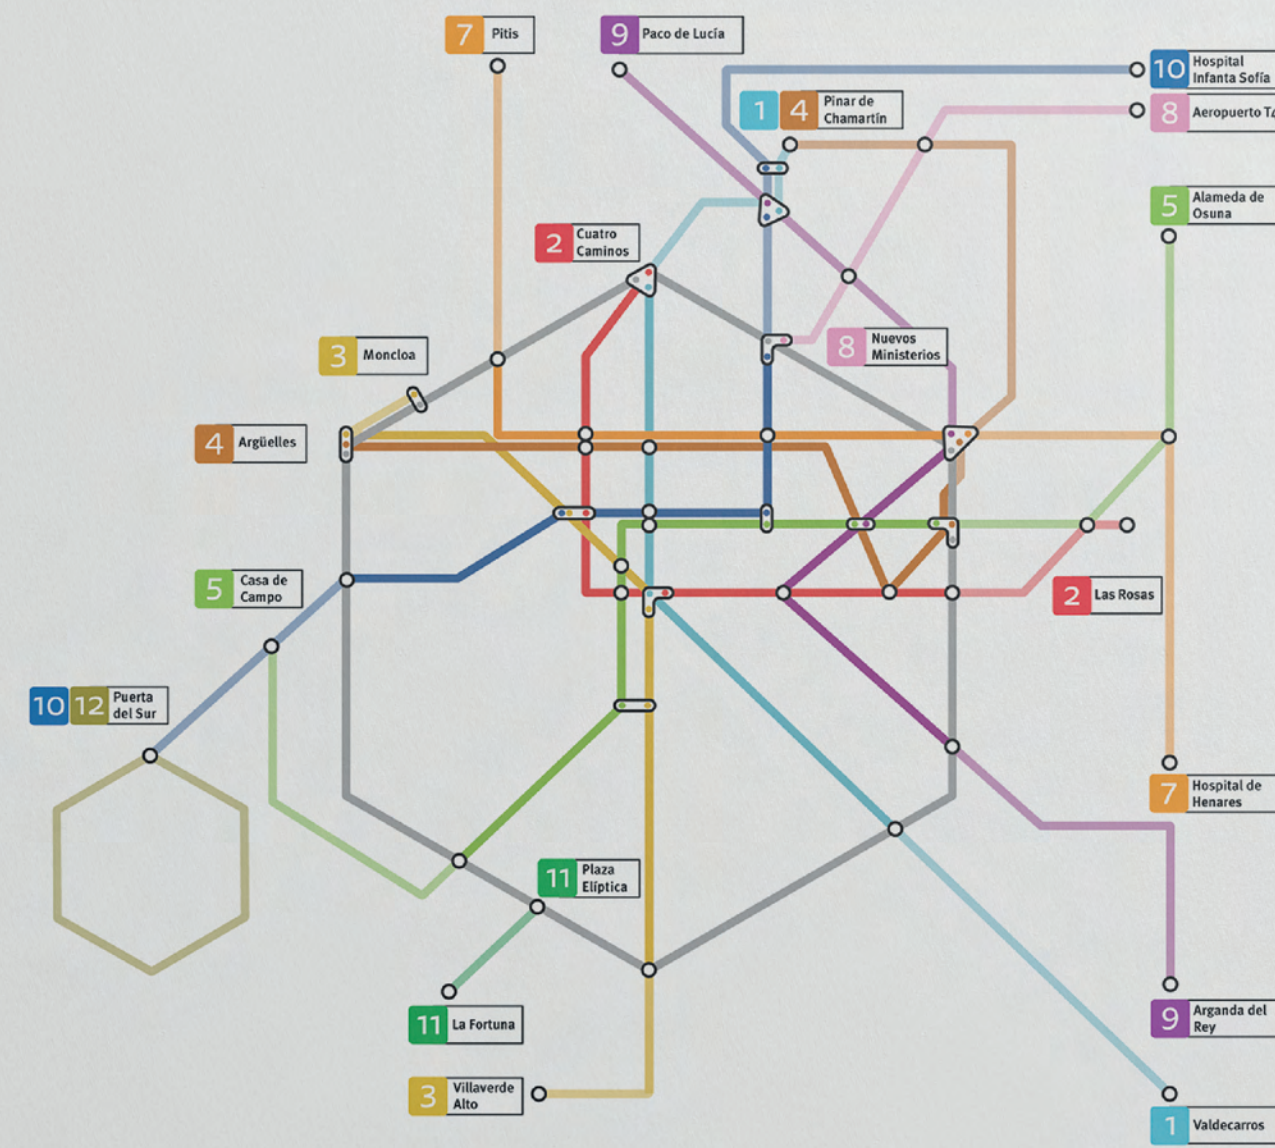 7 Pitis
9 Paco de Lucía
10 Hospital
Infanta Sofía
1 4 Pinar de
Chamartín
8 Aeropuerto
5 Alameda de
Osuna
2 Cuatro
Caminos
3 Moncloa
8 Nuevos
Ministerios
4 Argüelles
5 Casa de
Campo
2 Las Rosas
10 12 Puerta
del Sur
7 Hospital de
Henares
11 Plaza
Elíptica
11 La Fortuna
9 Arganda del
Rey
3 Villaverde
Alto
1 Valdecarros